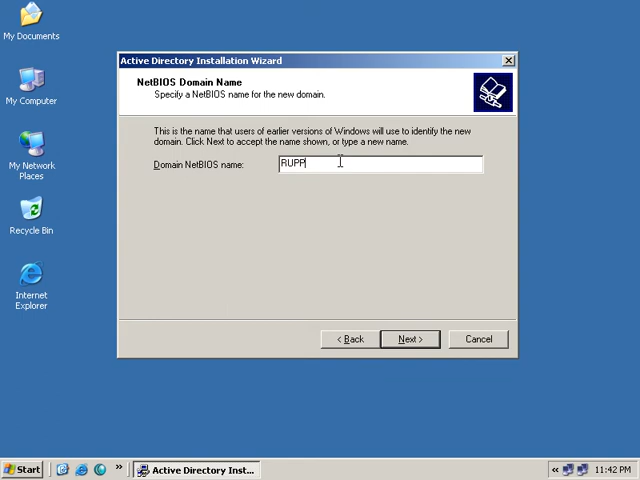 My Documents
My Computer
My Network
Places
Recycle Bin
Internet
Explorer
Active Directory Installation Wizard
NetBIOS Domain Name
Specify a NetBIOS name for the new domain.
This is the name that users of earlier versions of Windows will use to identify the new
domain. Click Next to accept the name shown, or type a new name.
Domain NetBIOS name:
RUPP
< Back
Next >
Cancel
Start
»
Active Directory Inst...
«
11:42 PM